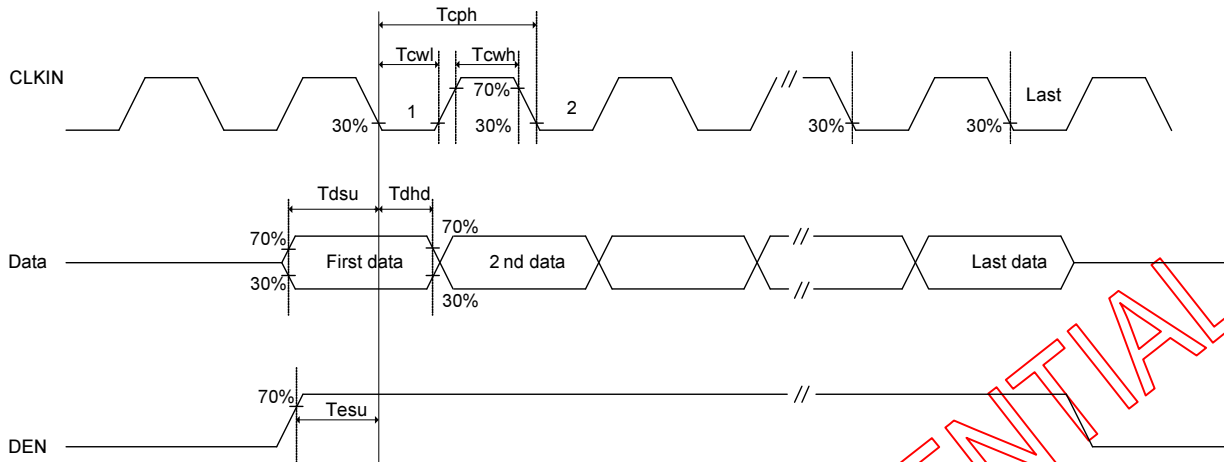 Tcph
Tcwl
Tcwh
CLKIN
70%
1
2
//
Last
30%
30%
30%
30%
Tdsu
Tdhd
70%
70%
//
Data
First data
2 nd data
Last data
30%
30%
//
70%
Tesu
//
DEN
ENTIAL